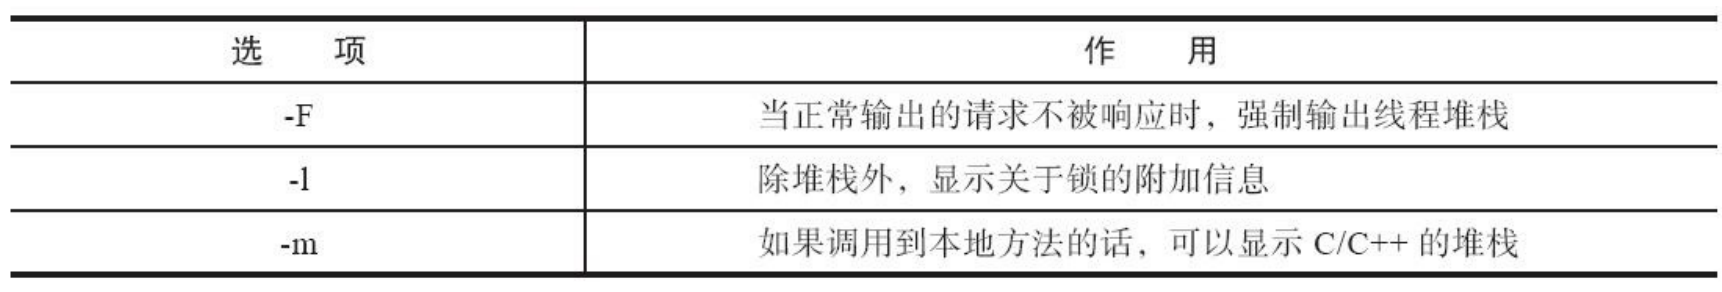 选 项 作 用
-F 当正常输出的请求不被响应时，强制输出线程堆栈
-l 除堆栈外，显示关于锁的附加信息
-m 如果调用到本地方法的话，可以显示 C/C++ 的堆栈